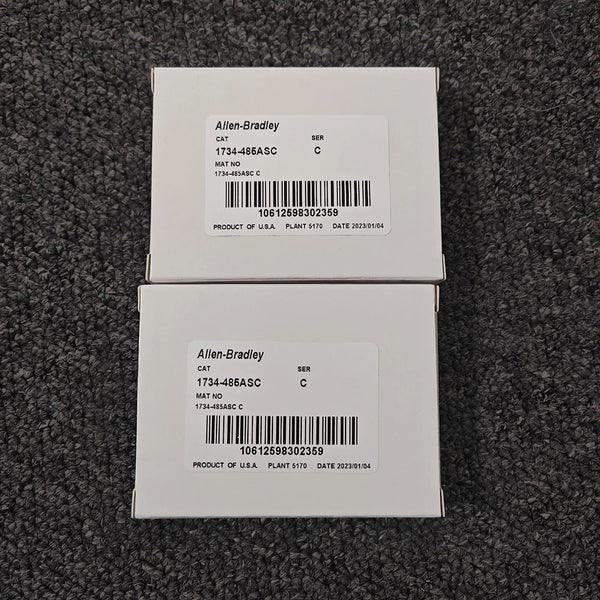 Allen-Bradley
CAT SER
1734-485ASC C
MAT NO
1734-485ASC C
10612598302359
PRODUCT OF U.S.A. PLANT 5170 DATE 2023/01/04
Allen-Bradley
CAT SER
1734-485ASC C
MAT NO
1734-485ASC C
10612598302359
PRODUCT OF U.S.A. PLANT 5170 DATE 2023/01/04